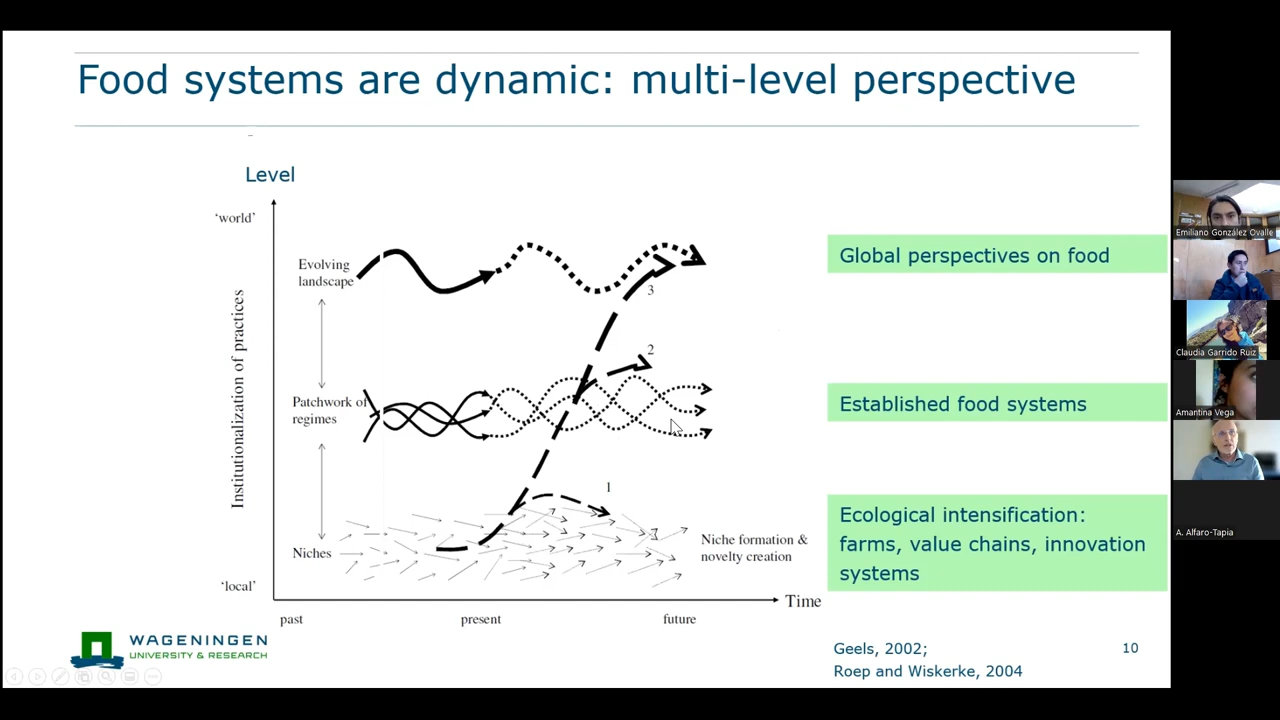 Food systems are dynamic: multi-level perspective
Level
'world'
Evolving
landscape
3
Global perspectives on food
2
Institutionalization of practices
Patchwork of
regimes
Established food systems
1
Niches
Niche formation &
novelty creation
Ecological intensification:
farms, value chains, innovation
systems
'local'
Time
past
present
future
WAGENINGEN
UNIVERSITY & RESEARCH
Geels, 2002;
Roep and Wiskerke, 2004
10
Emiliano González Ovalle
Claudia Garrido Ruiz
Amantina Vega
A. Alfaro-Tapia